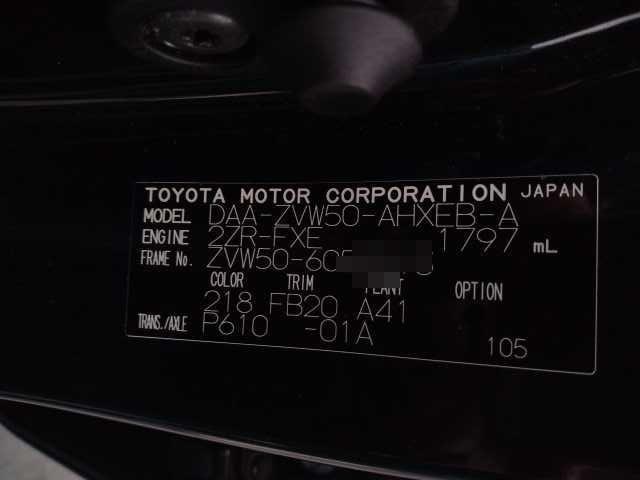 TOYOTA MOTOR CORPORATION JAPAN
MODEL DAA-ZVW50-AHXEB-A
ENGINE 2ZR-FXE 1797 mL
FRAME No. ZVW50-60
COLOR TRIM PLANT OPTION
218 FB20 A41
TRANS./AXLE P610 -01A
105